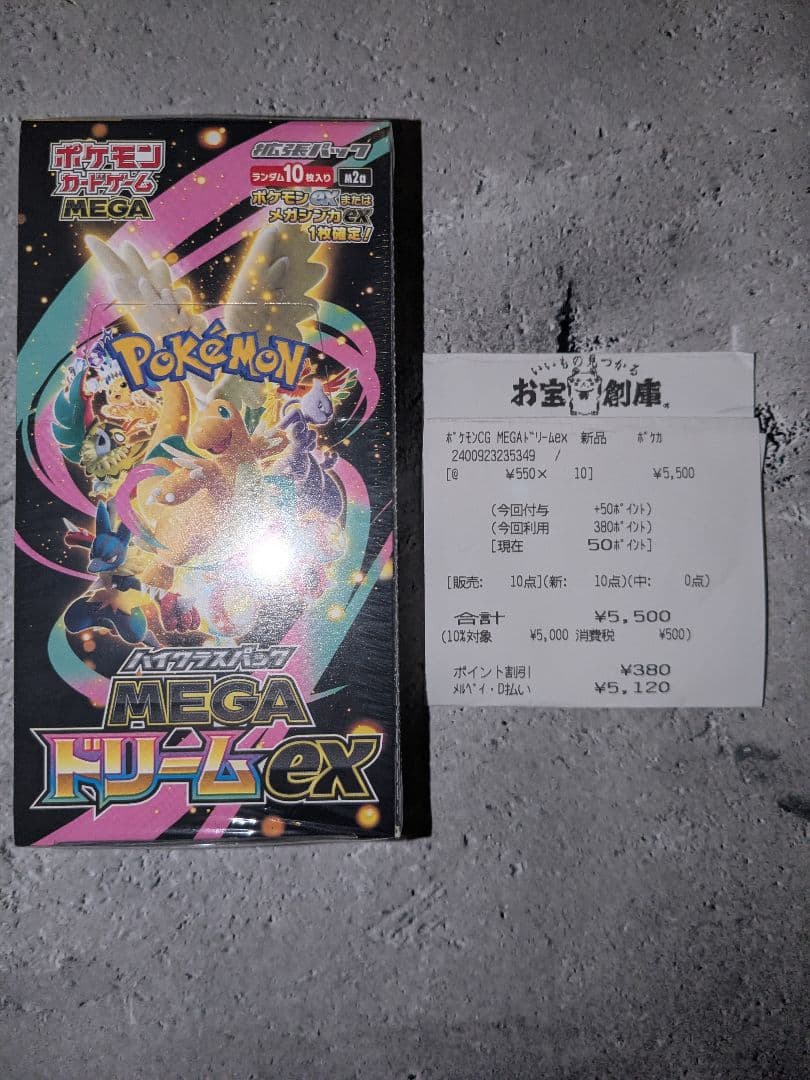 ポケモン
カードゲーム
MEGA
拡張パック
ランダム10枚入り M2a
ポケモンexまたは
メガシンカex
1枚確定!
POKéMON
ハイクラスパック
MEGA
ドリームex
いいもの見つかる
お宝創庫
ﾎﾟｹﾓﾝCG MEGAﾄﾞﾘｰﾑex 新品 ﾎﾟｹｶ
2400923235349 /
[@ ¥550× 10] ¥5,500
(今回付与 +50ﾎﾟｲﾝﾄ)
(今回利用 380ﾎﾟｲﾝﾄ)
[現在 50ﾎﾟｲﾝﾄ]
[販売: 10点](新: 10点)(中: 0点)
合計 ¥5,500
(10%対象 ¥5,000 消費税 ¥500)
ポイント割引 ¥380
ﾒﾙﾍﾟｲ・D払い ¥5,120